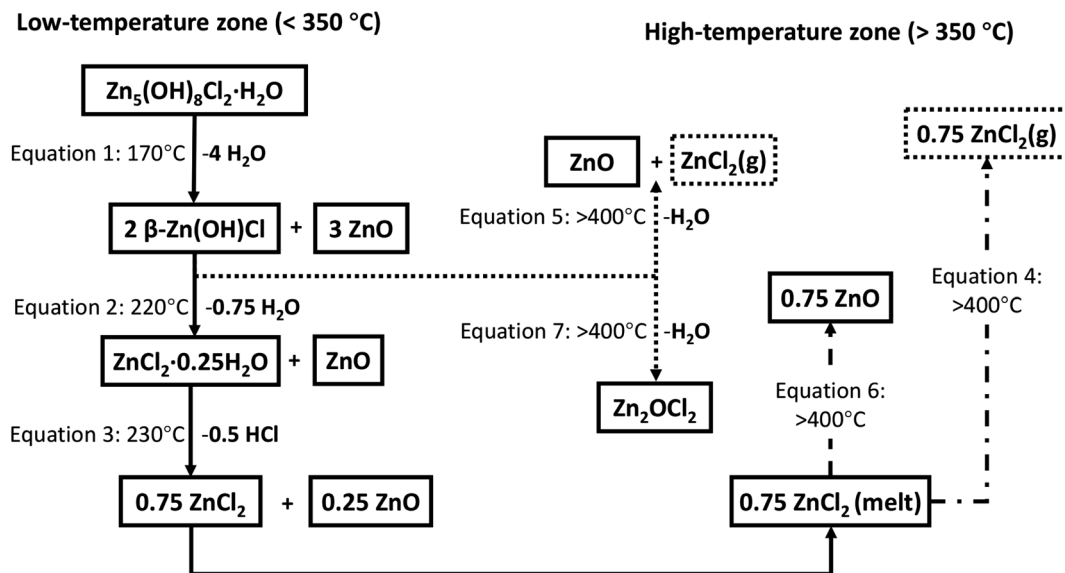 Low-temperature zone (< 350 °C)
High-temperature zone (> 350 °C)
Zn₅(OH)₈Cl₂·H₂O
Equation 1: 170°C -4 H₂O
2 β-Zn(OH)Cl + 3 ZnO
Equation 2: 220°C -0.75 H₂O
ZnCl₂·0.25H₂O + ZnO
Equation 3: 230°C -0.5 HCl
0.75 ZnCl₂ + 0.25 ZnO
ZnO + ZnCl₂(g)
Equation 5: >400°C -H₂O
Equation 7: >400°C -H₂O
Zn₂OCl₂
0.75 ZnO
Equation 6:
>400°C
0.75 ZnCl₂ (melt)
0.75 ZnCl₂(g)
Equation 4:
>400°C